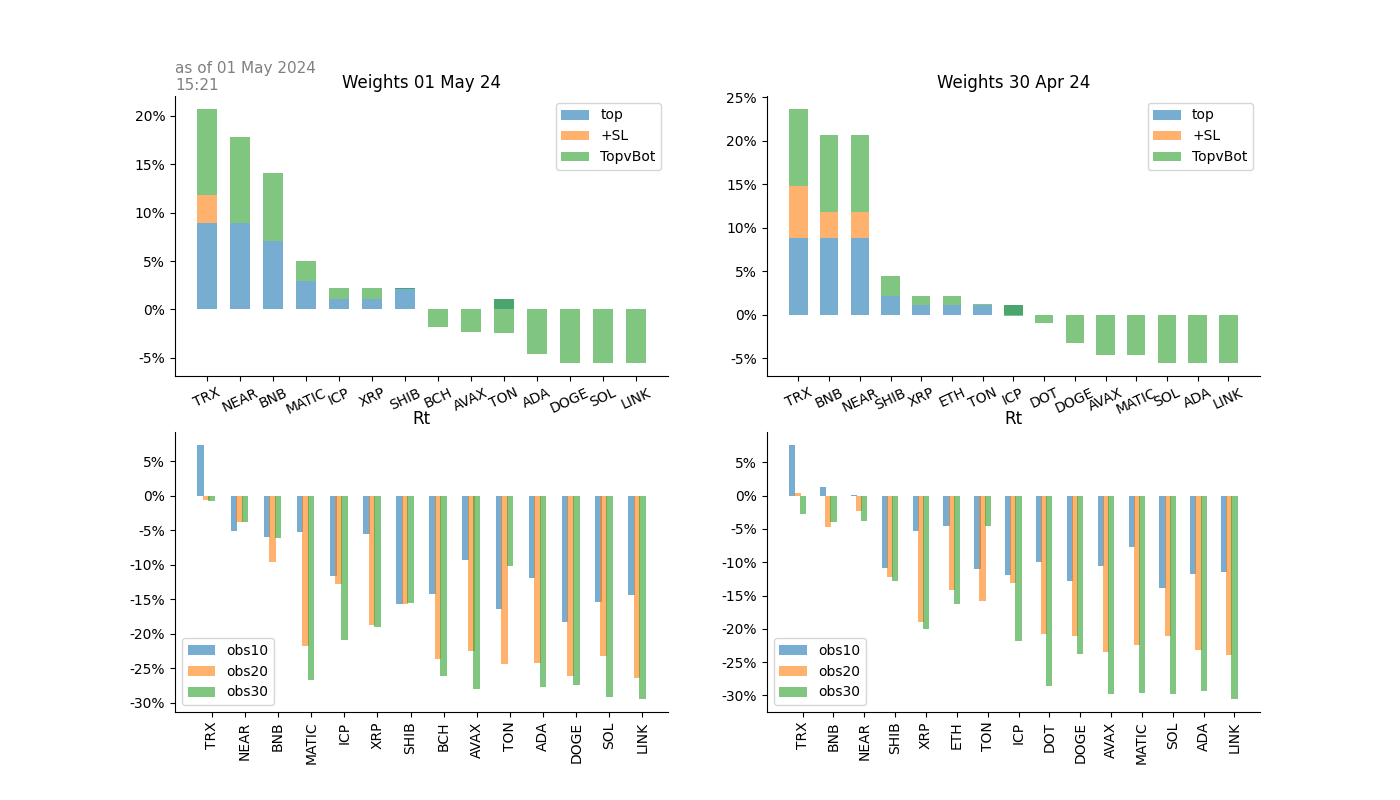 as of 01 May 2024
15:21
Weights 01 May 24
20%
15%
10%
5%
0%
-5%
top
+SL
TopvBot
TRX NEAR BNB MATIC ICP XRP SHIB BCH AVAX TON ADA DOGE SOL LINK
Weights 30 Apr 24
25%
20%
15%
10%
5%
0%
-5%
top
+SL
TopvBot
TRX BNB NEAR SHIB XRP ETH TON ICP DOT DOGE AVAX MATIC SOL ADA LINK
Rt
5%
0%
-5%
-10%
-15%
-20%
-25%
-30%
obs10
obs20
obs30
TRX NEAR BNB MATIC ICP XRP SHIB BCH AVAX TON ADA DOGE SOL LINK
Rt
5%
0%
-5%
-10%
-15%
-20%
-25%
-30%
obs10
obs20
obs30
TRX BNB NEAR SHIB XRP ETH TON ICP DOT DOGE AVAX MATIC SOL ADA LINK